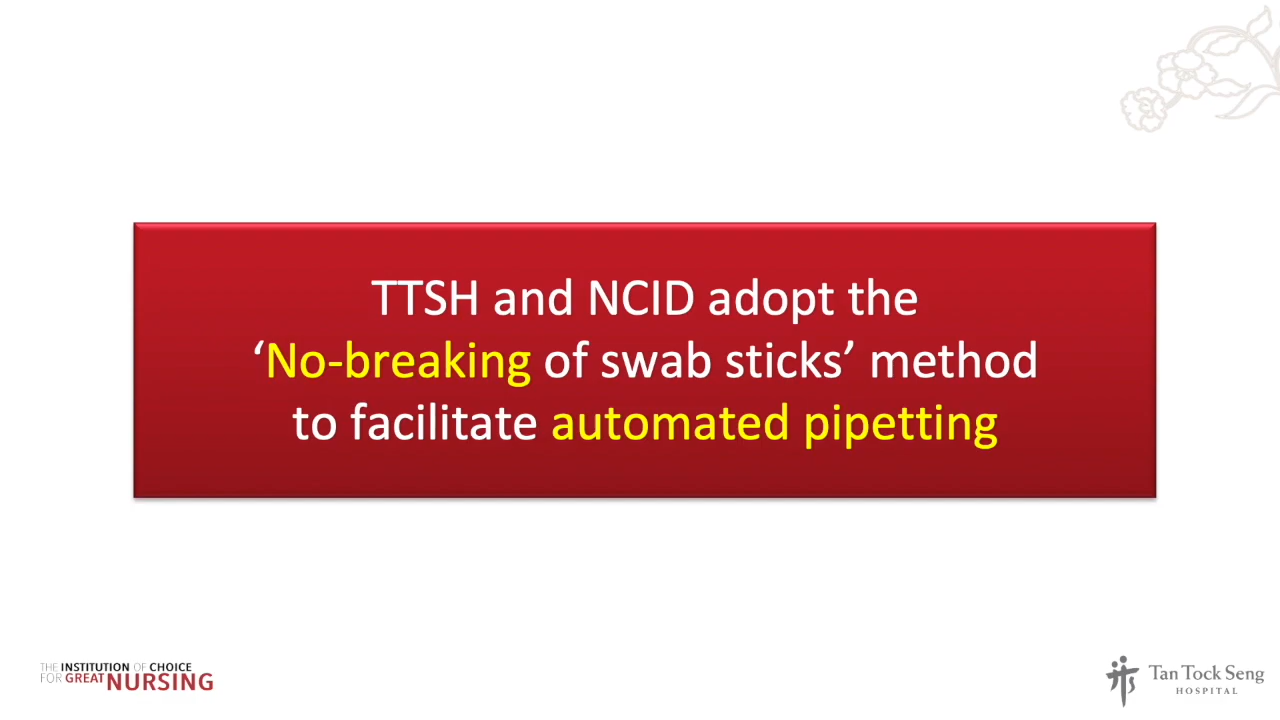 TTSH and NCID adopt the
‘No-breaking of swab sticks’ method
to facilitate automated pipetting
THE INSTITUTION OF CHOICE
FOR GREAT NURSING
TAN TOCK SENG
HOSPITAL